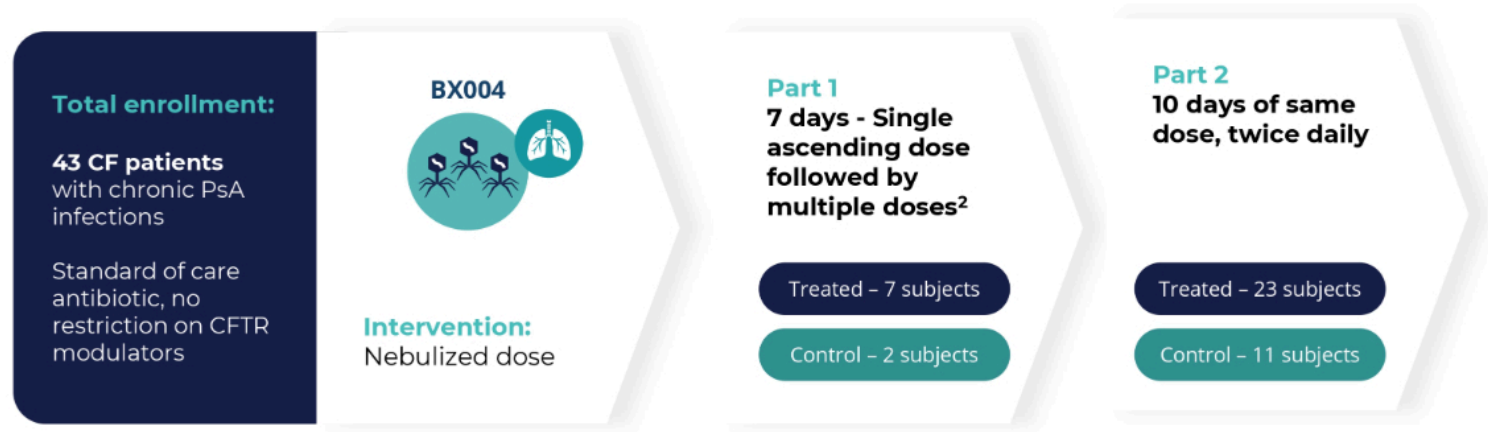 Total enrollment:
43 CF patients
with chronic PsA
infections
Standard of care
antibiotic, no
restriction on CFTR
modulators
BX004
Intervention:
Nebulized dose
Part 1
7 days - Single
ascending dose
followed by
multiple doses²
Treated – 7 subjects
Control – 2 subjects
Part 2
10 days of same
dose, twice daily
Treated – 23 subjects
Control – 11 subjects